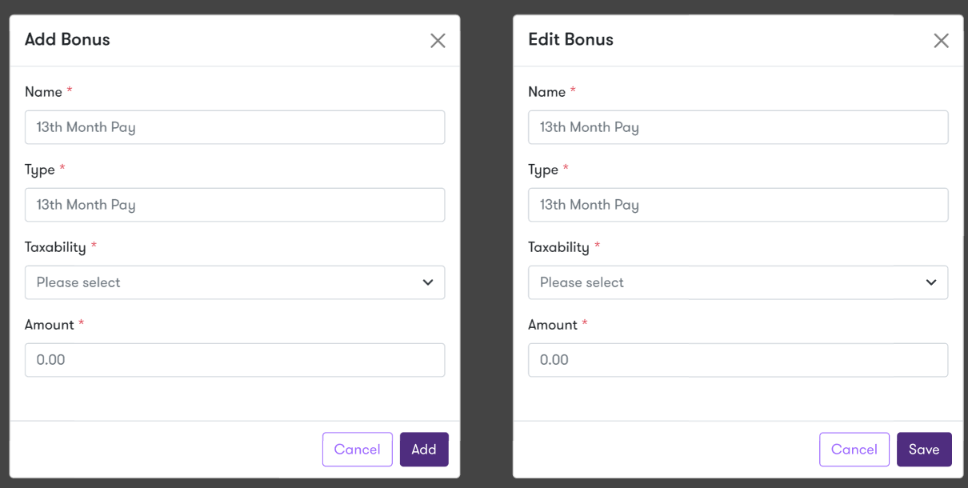 Add Bonus
Name *
13th Month Pay
Type *
13th Month Pay
Taxability *
Please select
Amount *
0.00
Cancel
Add
Edit Bonus
Name *
13th Month Pay
Type *
13th Month Pay
Taxability *
Please select
Amount *
0.00
Cancel
Save